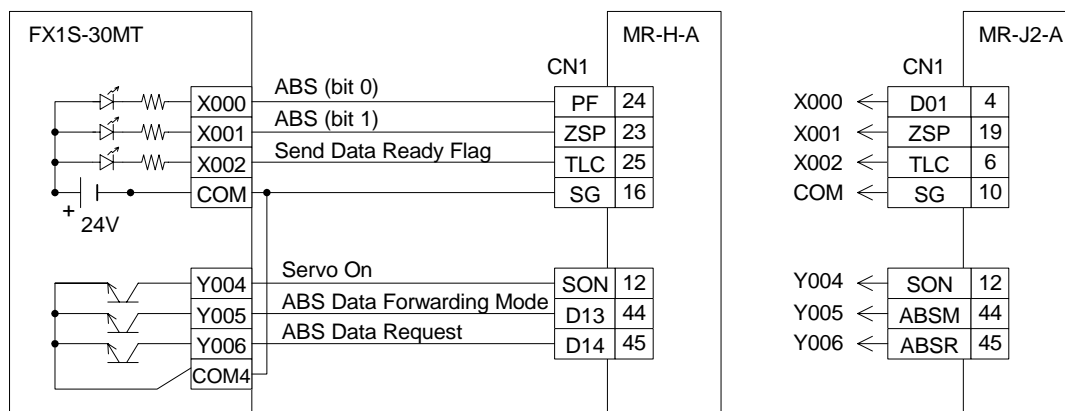 FX1S-30MT MR-H-A MR-J2-A
CN1 CN1
X000 ABS (bit 0) PF 24 X000 D01 4
X001 ABS (bit 1) ZSP 23 X001 ZSP 19
X002 Send Data Ready Flag TLC 25 X002 TLC 6
COM SG 16 COM SG 10
+ 24V
Y004 Servo On SON 12 Y004 SON 12
Y005 ABS Data Forwarding Mode D13 44 Y005 ABSM 44
Y006 ABS Data Request D14 45 Y006 ABSR 45
COM4